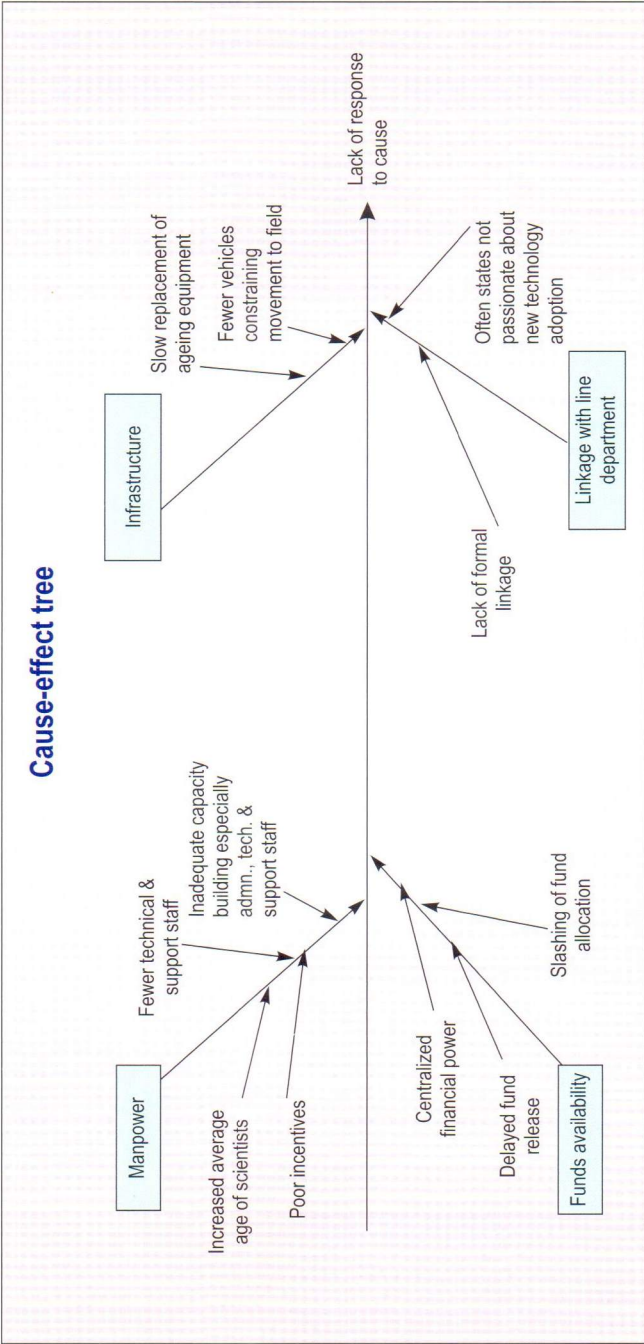 Cause-effect tree
Manpower
Fewer technical &
support staff
Inadequate capacity
building especially
admn., tech. &
support staff
Increased average
age of scientists
Poor incentives
Infrastructure
Slow replacement of
ageing equipment
Fewer vehicles
constraining
movement to field
Lack of response
to cause
Centralized
financial power
Delayed fund
release
Slashing of fund
allocation
Funds availability
Lack of formal
linkage
Often states not
passionate about
new technology
adoption
Linkage with line
department